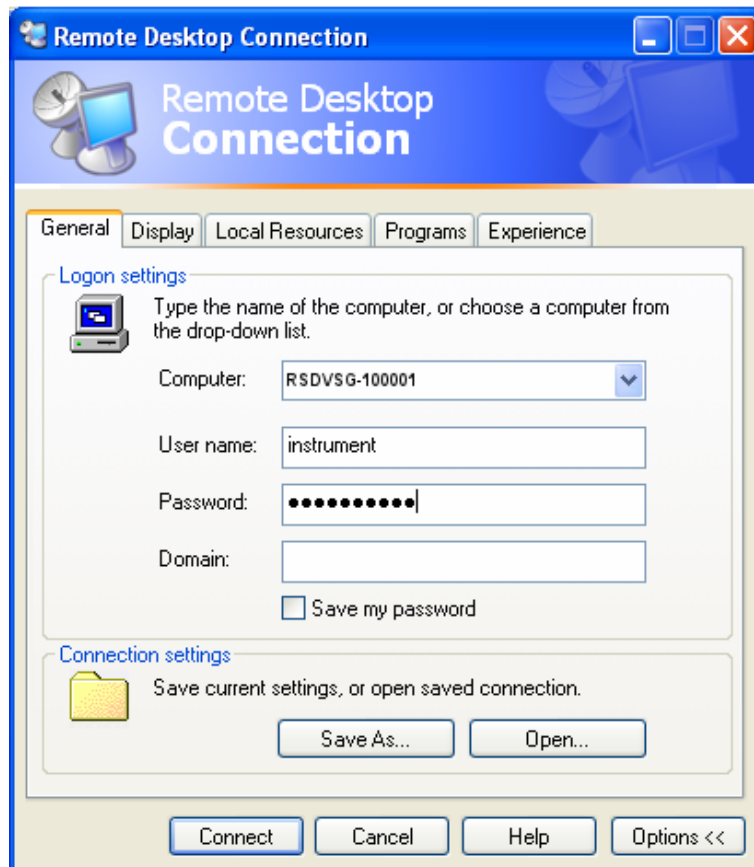 Remote Desktop Connection
Remote Desktop
Connection
General Display Local Resources Programs Experience
Logon settings
Type the name of the computer, or choose a computer from
the drop-down list.
Computer: RSDVSG-100001
User name: instrument
Password: ●●●●●●●●●●
Domain:
Save my password
Connection settings
Save current settings, or open saved connection.
Save As... Open...
Connect Cancel Help Options <<